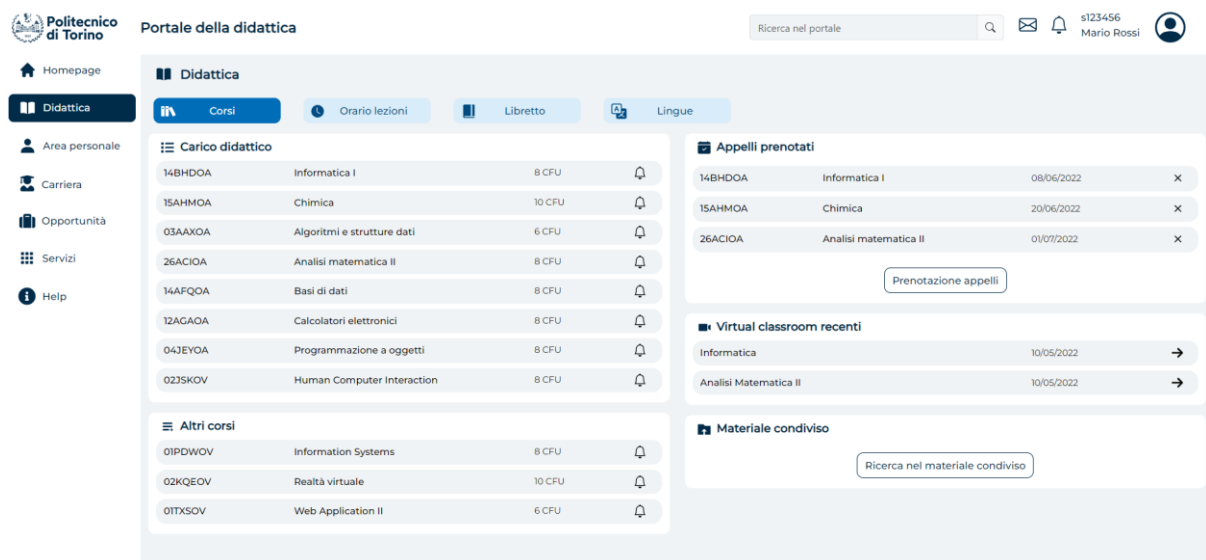 Politecnico
di Torino
Portale della didattica
Ricerca nel portale
s123456
Mario Rossi
Homepage
Didattica
Area personale
Carriera
Opportunità
Servizi
Help
Didattica
Corsi
Orario lezioni
Libretto
Lingue
Carico didattico
14BHDOA Informatica I 8 CFU
15AHMOA Chimica 10 CFU
03AAXOA Algoritmi e strutture dati 6 CFU
26ACIOA Analisi matematica II 8 CFU
14AFQOA Basi di dati 8 CFU
12AGAOA Calcolatori elettronici 8 CFU
04JEYOA Programmazione a oggetti 8 CFU
02JSKOV Human Computer Interaction 8 CFU
Altri corsi
01PDWOV Information Systems 8 CFU
02KQEOV Realtà virtuale 10 CFU
01TXSOV Web Application II 6 CFU
Appelli prenotati
14BHDOA Informatica I 08/06/2022
15AHMOA Chimica 20/06/2022
26ACIOA Analisi matematica II 01/07/2022
Prenotazione appelli
Virtual classroom recenti
Informatica 10/05/2022
Analisi Matematica II 10/05/2022
Materiale condiviso
Ricerca nel materiale condiviso